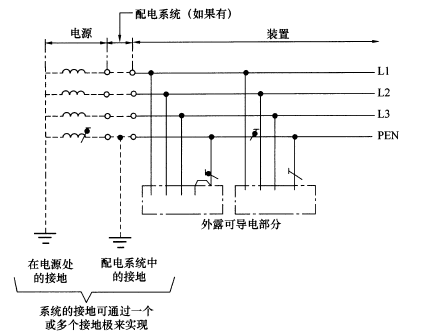 配电系统（如果有）
电源
装置
L1
L2
L3
PEN
外露可导电部分
在电源处
的接地
配电系统中
的接地
系统的接地可通过一个
或多个接地极来实现